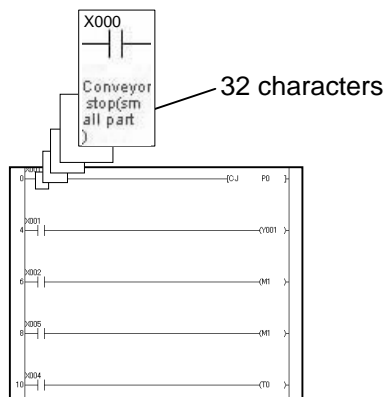 X000
Conveyor
stop(sm
all part
)
32 characters
0 X001 [CJ P0 ]
X001
4 (Y001 )
X002
6 (M1 )
X005
8 (M1 )
X004
10 (T0 )